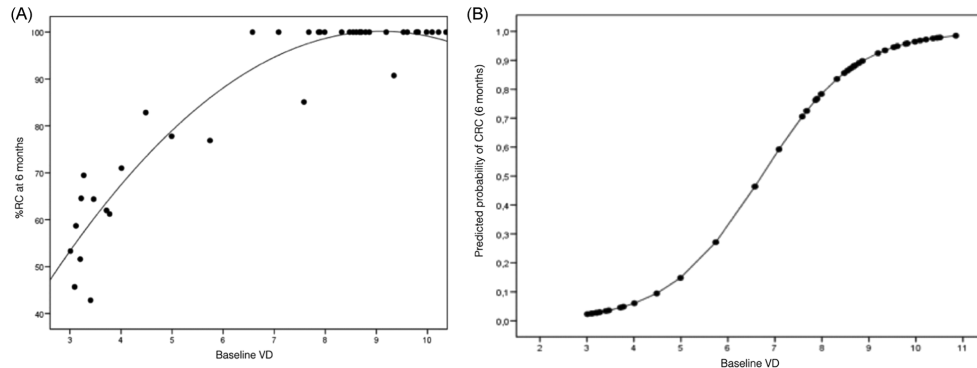 (A)
100
90
80
70
60
50
40
%RC at 6 months
3 4 5 6 7 8 9 10
Baseline VD
(B)
1,0
0,9
0,8
0,7
0,6
0,5
0,4
0,3
0,2
0,1
0,0
Predicted probability of CRC (6 months)
2 3 4 5 6 7 8 9 10 11
Baseline VD